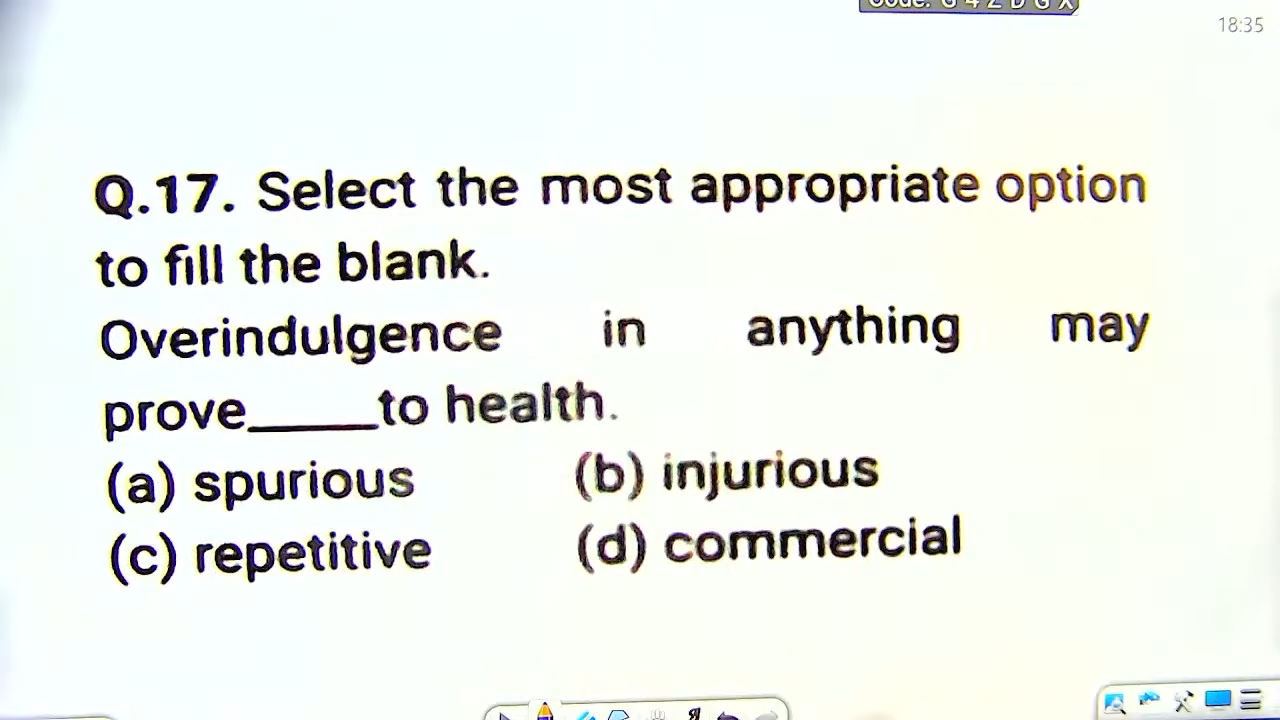 18:35
Q.17. Select the most appropriate option
to fill the blank.
Overindulgence in anything may
prove_____to health.
(a) spurious (b) injurious
(c) repetitive (d) commercial